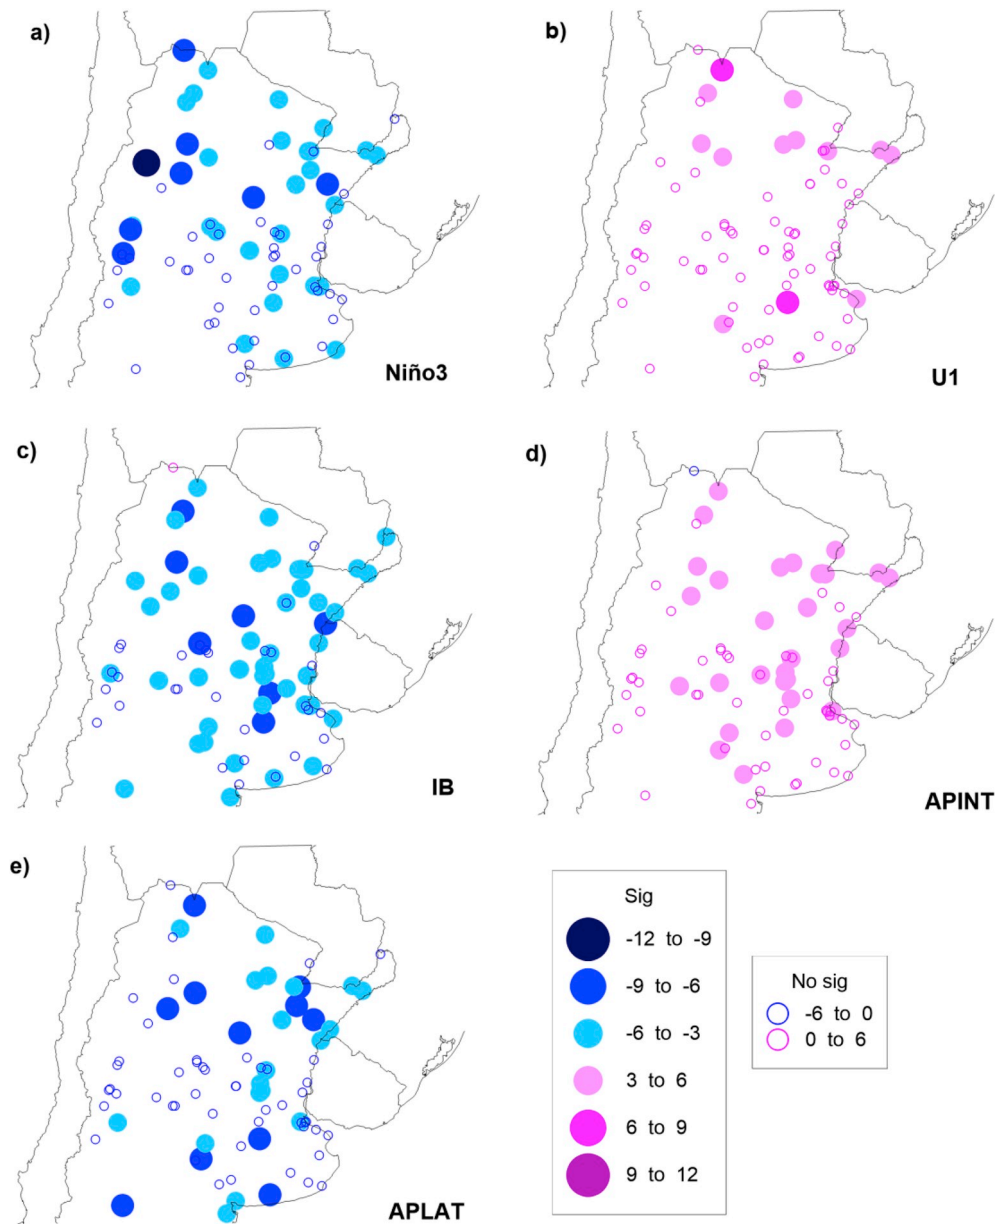 a)
Niño3
b)
U1
c)
IB
d)
APINT
e)
APLAT
Sig
-12 to -9
-9 to -6
-6 to -3
3 to 6
6 to 9
9 to 12
No sig
-6 to 0
0 to 6